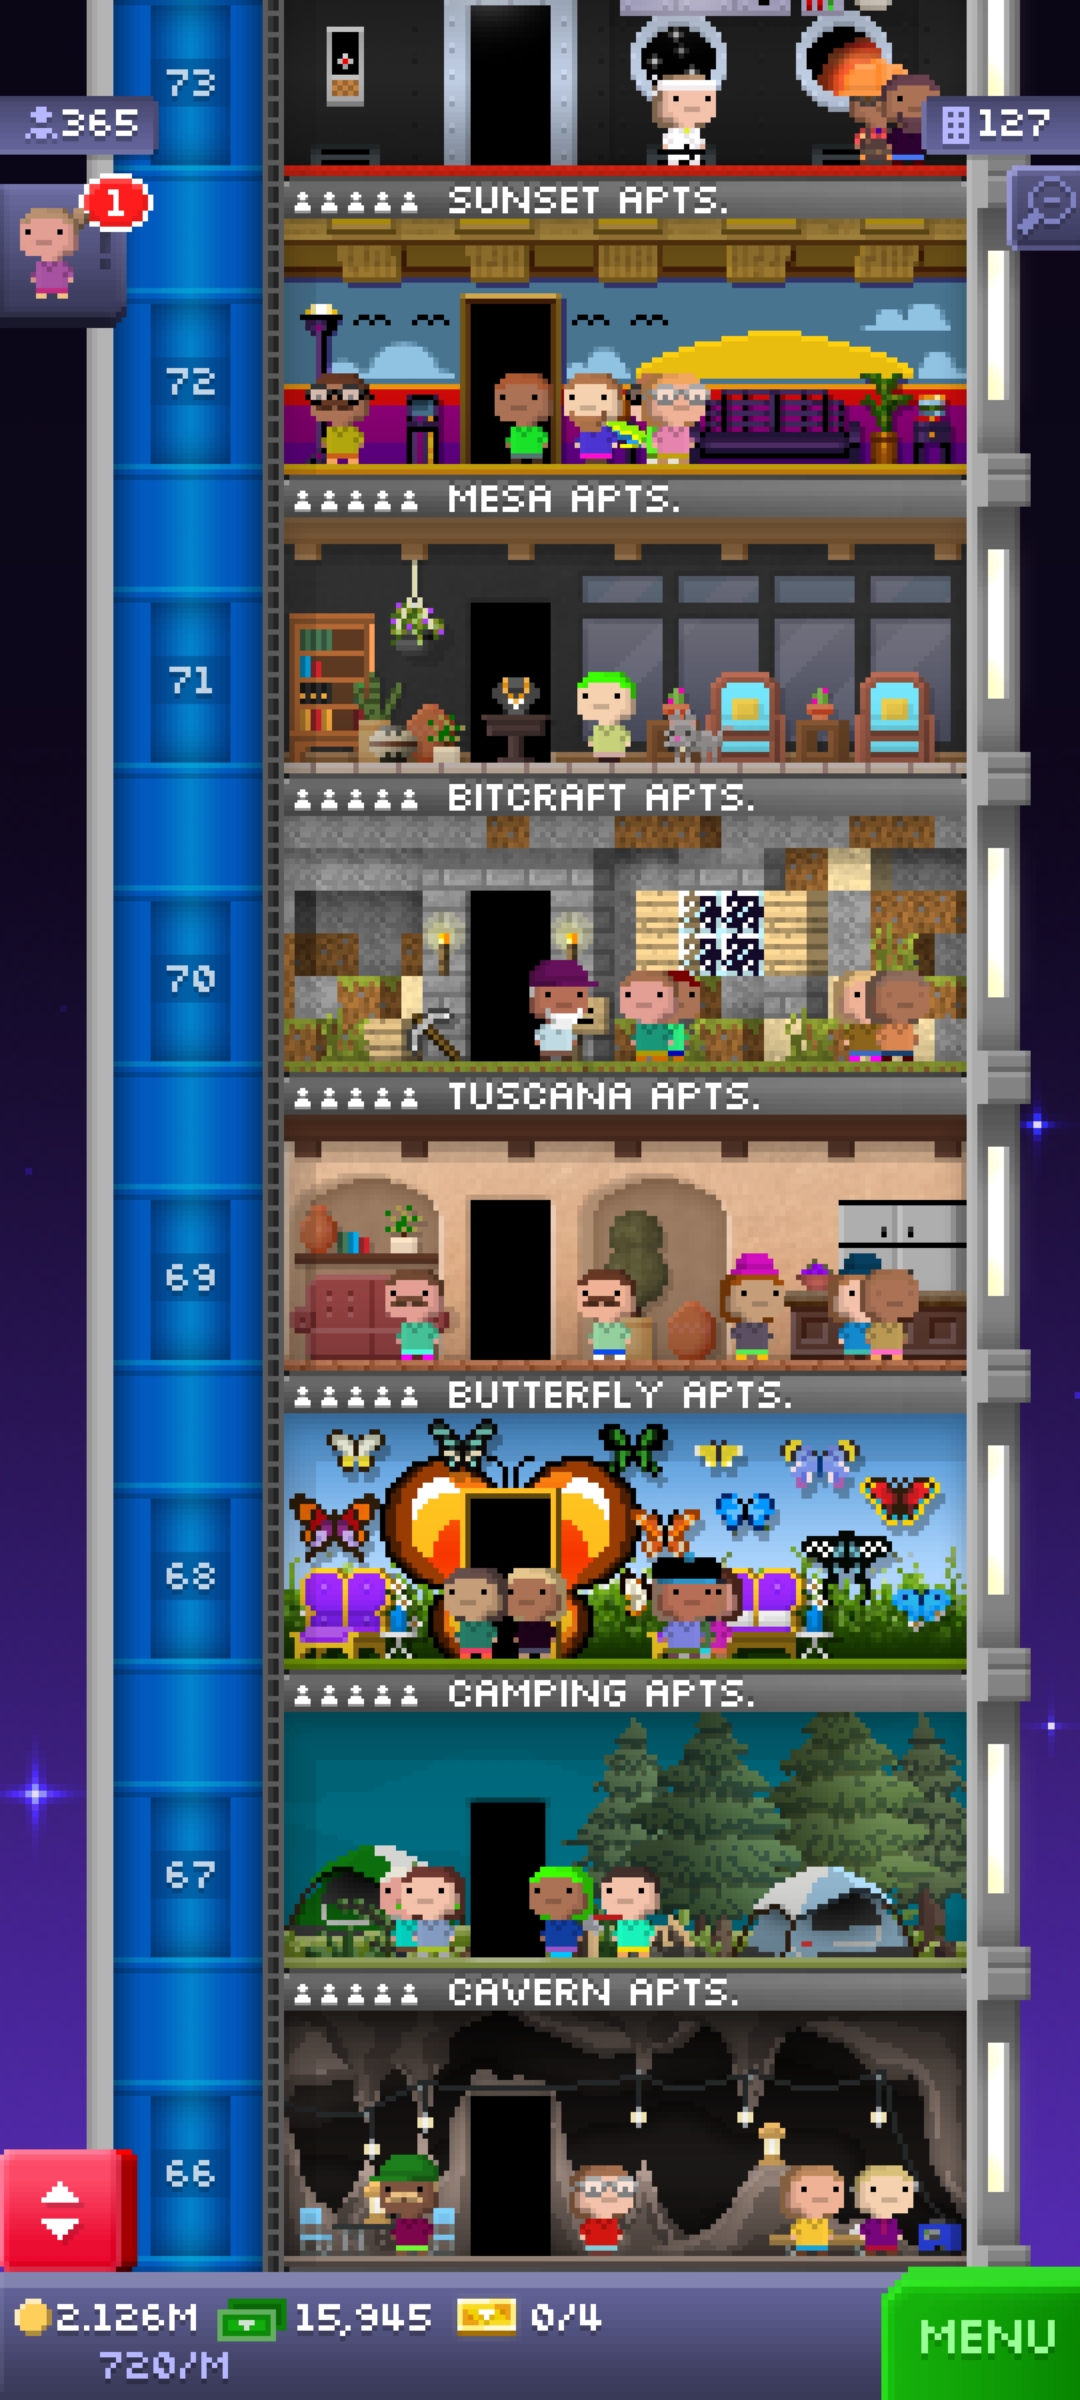 73
365
127
1
SUNSET APTS.
72
MESA APTS.
71
BITCRAFT APTS.
70
TUSCANA APTS.
69
BUTTERFLY APTS.
68
CAMPING APTS.
67
CAVERN APTS.
66
2.126M 15,945 0/4
720/M
MENU